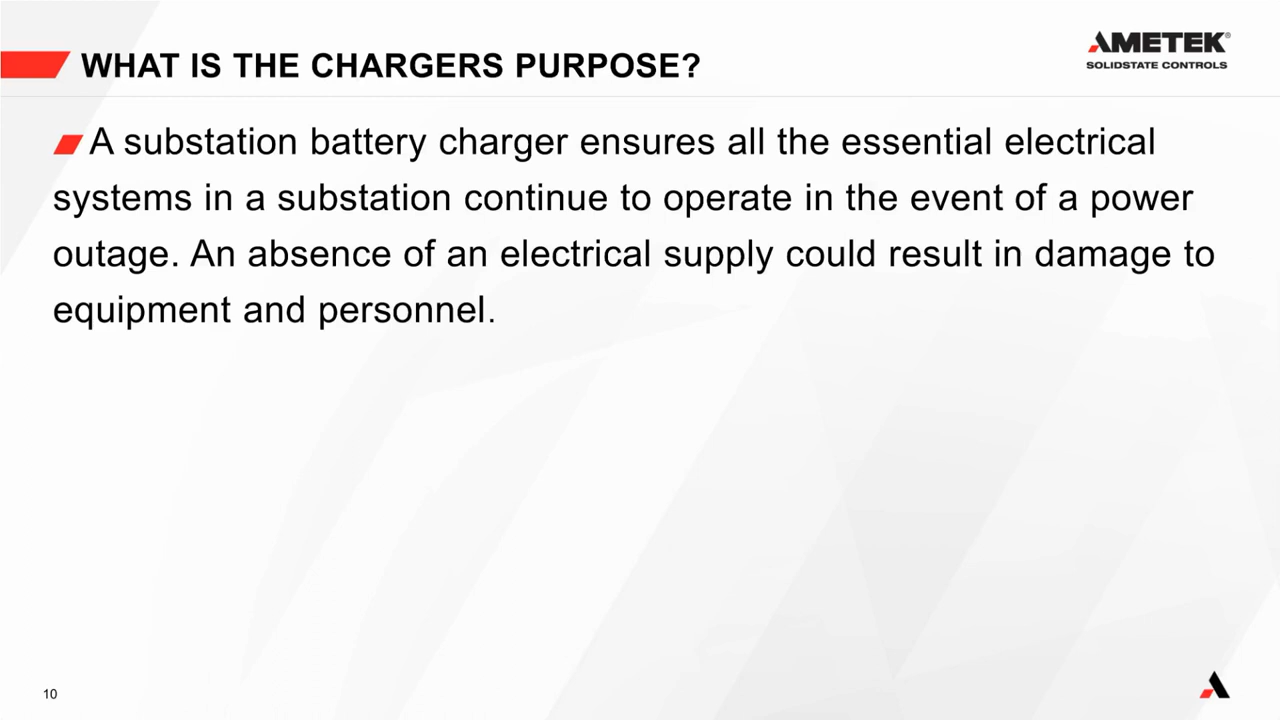 WHAT IS THE CHARGERS PURPOSE?
AMETEK®
SOLIDSTATE CONTROLS
A substation battery charger ensures all the essential electrical
systems in a substation continue to operate in the event of a power
outage. An absence of an electrical supply could result in damage to
equipment and personnel.
10